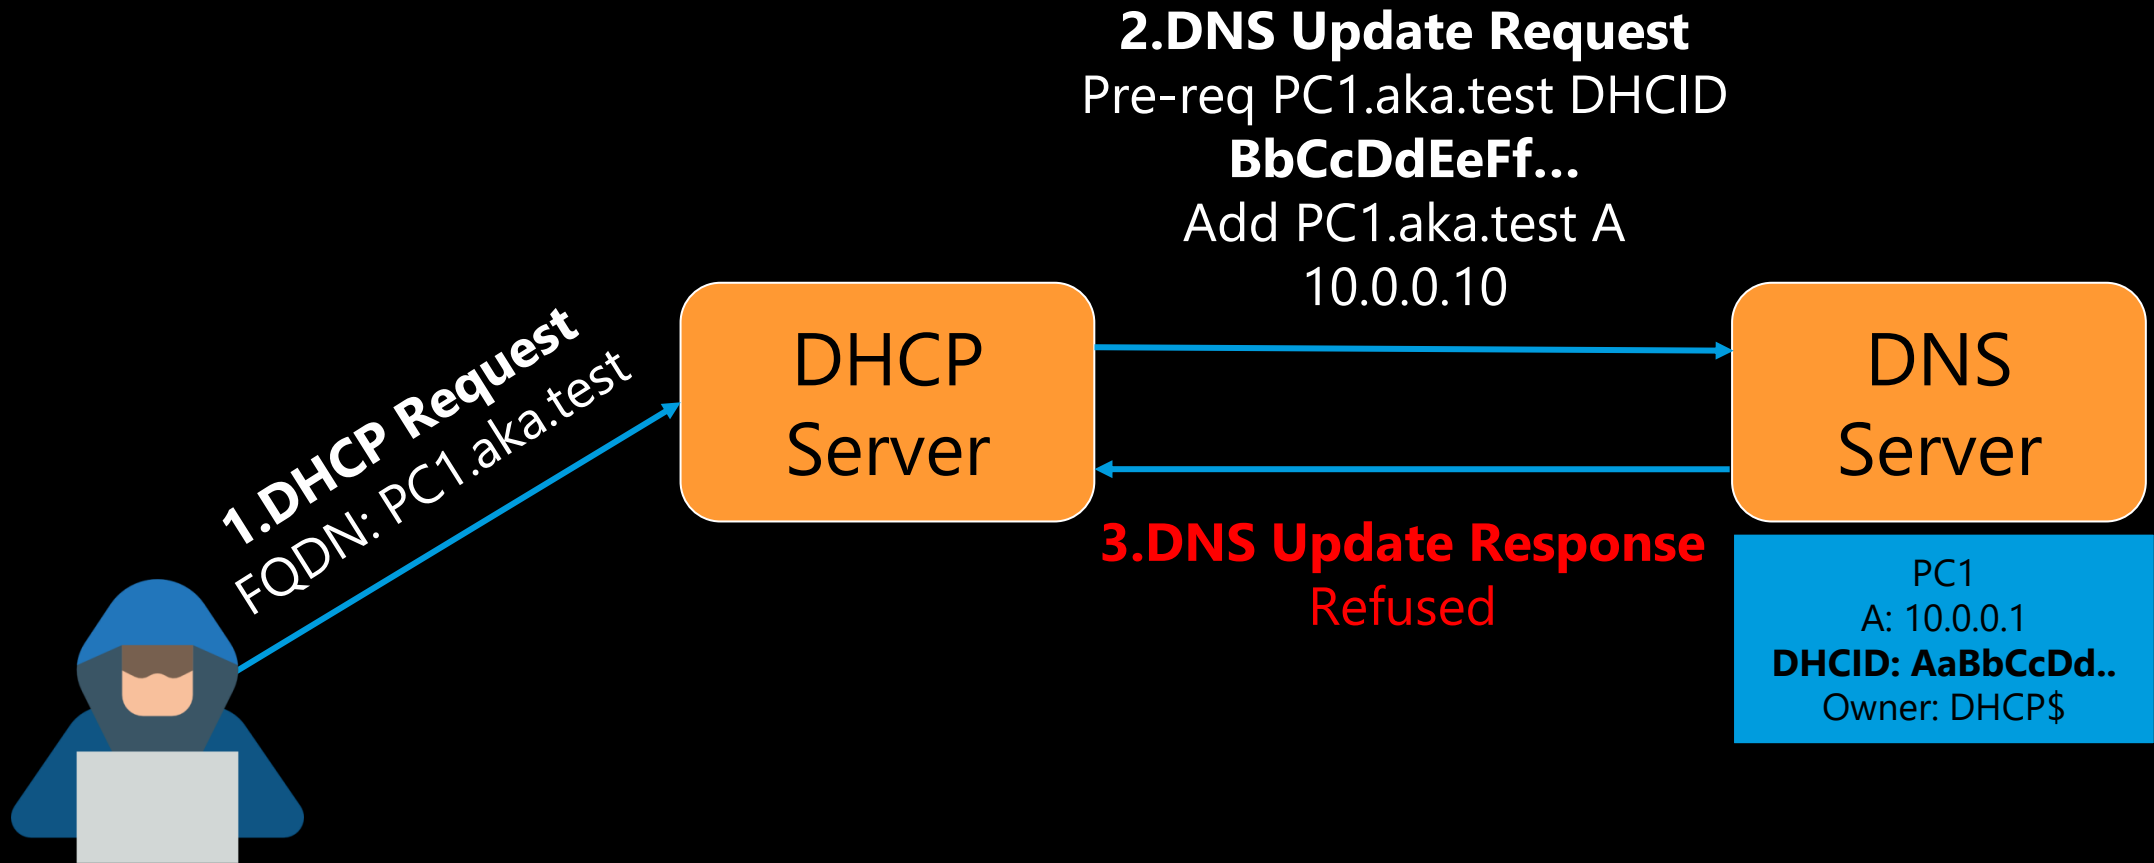 2.DNS Update Request
Pre-req PC1.aka.test DHCID
BbCcDdEeFf...
Add PC1.aka.test A
10.0.0.10
1.DHCP Request
FQDN: PC1.aka.test
DHCP
Server
DNS
Server
3.DNS Update Response
Refused
PC1
A: 10.0.0.1
DHCID: AaBbCcDd..
Owner: DHCP$